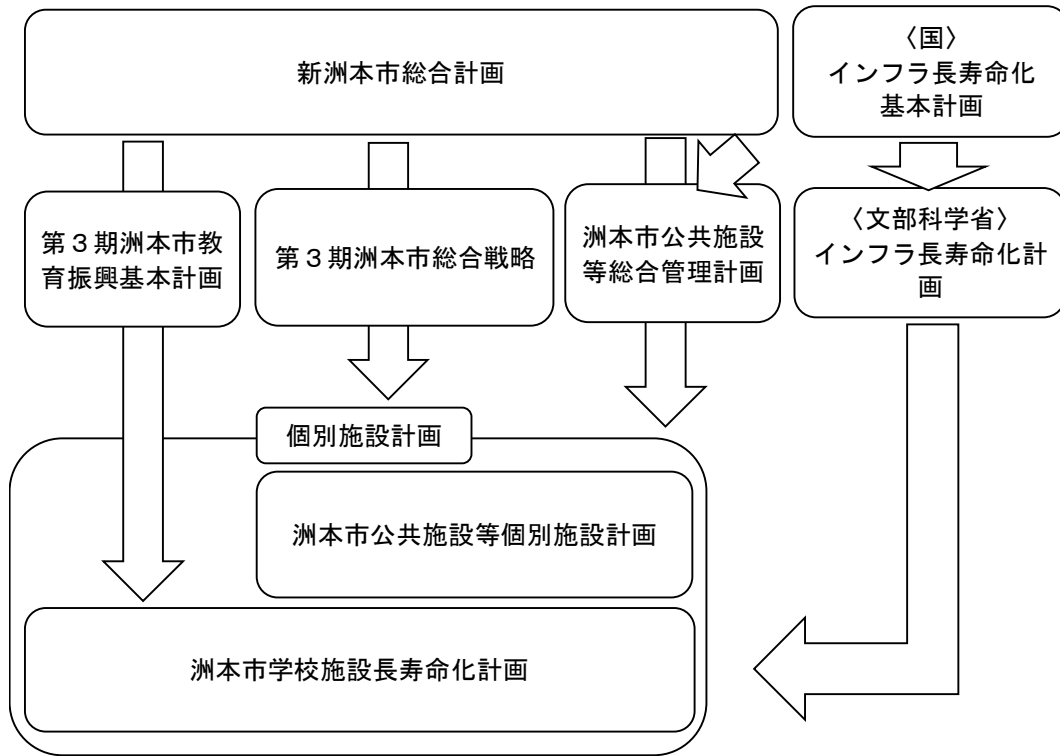 新洲本市総合計画
〈国〉
インフラ長寿命化
基本計画
第３期洲本市教
育振興基本計画
第３期洲本市総合戦略
洲本市公共施設
等総合管理計画
〈文部科学省〉
インフラ長寿命化計
画
個別施設計画
洲本市公共施設等個別施設計画
洲本市学校施設長寿命化計画